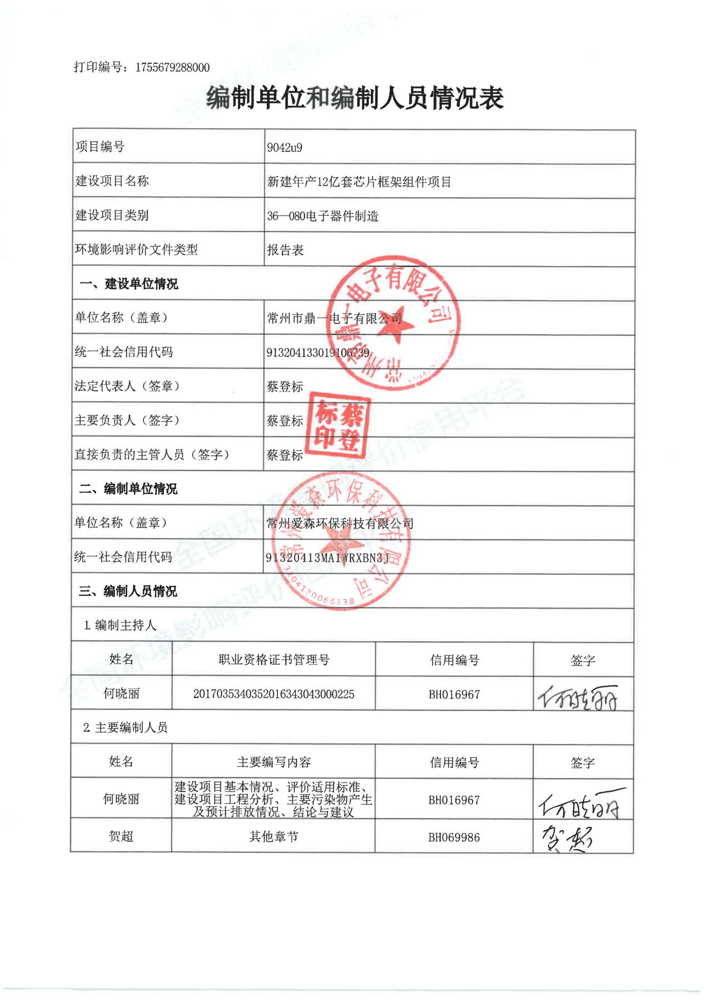 打印编号：1755679288000
编制单位和编制人员情况表
项目编号 9042u9
建设项目名称 新建年产12亿套芯片框架组件项目
建设项目类别 36—080电子器件制造
环境影响评价文件类型 报告表
一、建设单位情况
单位名称（盖章） 常州市鼎一电子有限公司
统一社会信用代码 913204133019106739
法定代表人（签章） 蔡登标
主要负责人（签字） 蔡登标
直接负责的主管人员（签字） 蔡登标
常州市鼎一电子有限公司
蔡登标印
二、编制单位情况
单位名称（盖章） 常州爱森环保科技有限公司
统一社会信用代码 91320413MA1WRXBN3J
常州爱森环保科技有限公司
3204130066138
三、编制人员情况
1. 编制主持人
姓名 职业资格证书管理号 信用编号 签字
何晓丽 2017035340352016343043000225 BH016967 何晓丽
2. 主要编制人员
姓名 主要编写内容 信用编号 签字
建设项目基本情况、评价适用标准、
何晓丽 建设项目工程分析、主要污染物产生 BH016967 何晓丽
及预计排放情况、结论与建议
贺超 其他章节 BH069986 贺超
全国环境影响评价信用平台